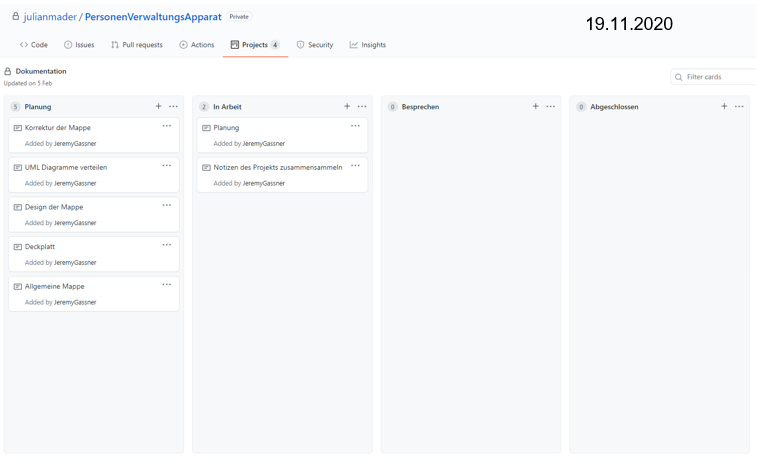 julianmader / PersonenVerwaltungsApparat Private
19.11.2020
Code Issues Pull requests Actions Projects 4 Security Insights
Dokumentation
Updated on 5 Feb
Filter cards
5 Planung
Korrektur der Mappe
Added by JeremyGassner
UML Diagramme verteilen
Added by JeremyGassner
Design der Mappe
Added by JeremyGassner
Deckplatt
Added by JeremyGassner
Allgemeine Mappe
Added by JeremyGassner
2 In Arbeit
Planung
Added by JeremyGassner
Notizen des Projekts zusammensammeln
Added by JeremyGassner
0 Besprechen
0 Abgeschlossen